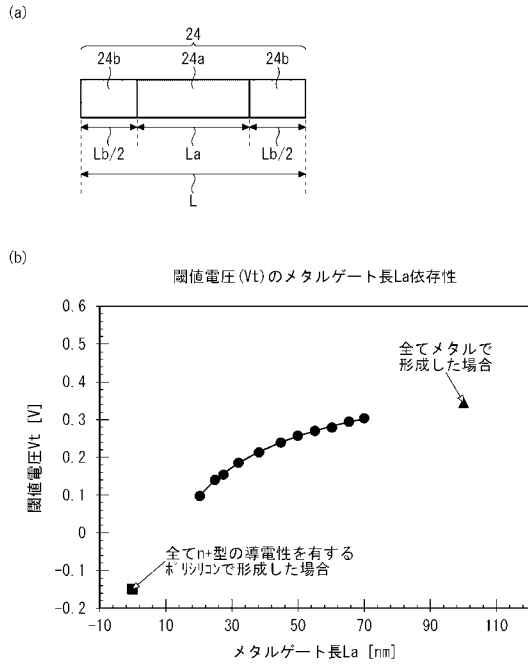 (a)
24
24b
24a
24b
Lb/2
La
Lb/2
L
(b)
閾値電圧(Vt)のメタルゲート長La依存性
閾値電圧Vt [V]
0.6
0.5
0.4
0.3
0.2
0.1
0
-0.1
-0.2
全てメタルで
形成した場合
全てn+型の導電性を有する
ポリシリコンで形成した場合
-10
10
30
50
70
90
110
メタルゲート長La [nm]